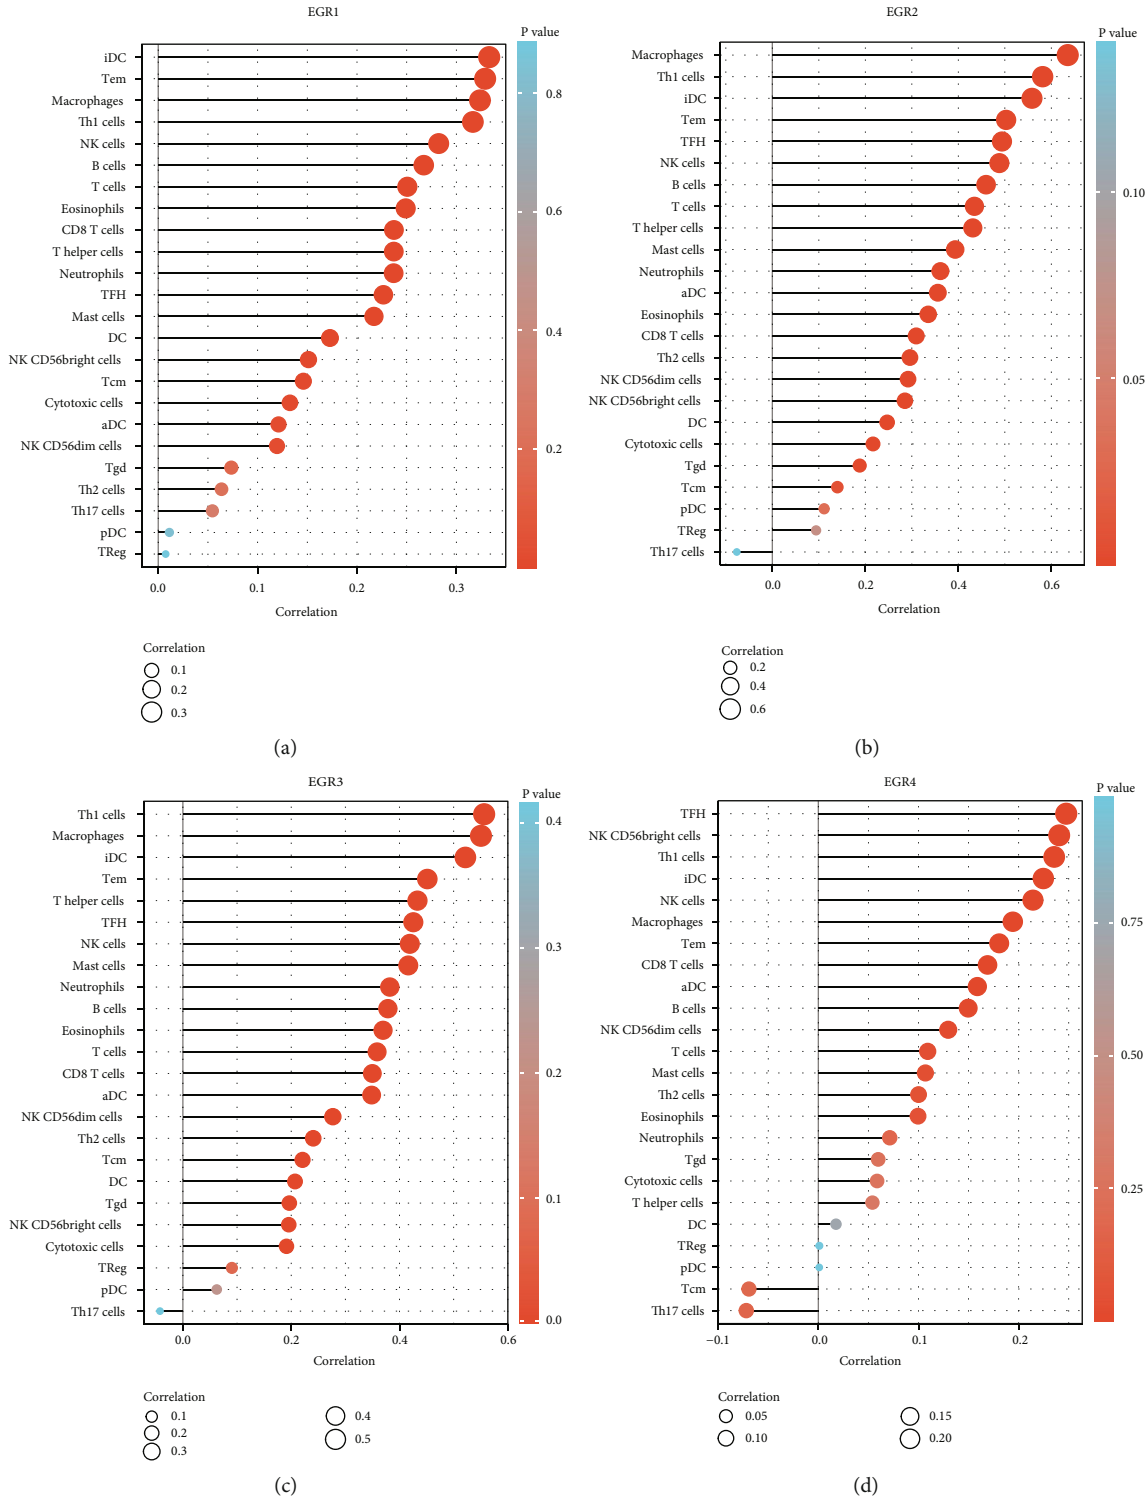 EGR1
P value
iDC
Tem
Macrophages
Th1 cells
NK cells
B cells
T cells
Eosinophils
CD8 T cells
T helper cells
Neutrophils
TFH
Mast cells
DC
NK CD56bright cells
Tcm
Cytotoxic cells
aDC
NK CD56dim cells
Tgd
Th2 cells
Th17 cells
pDC
TReg
0.8
0.6
0.4
0.2
0.0 0.1 0.2 0.3
Correlation
Correlation
0.1
0.2
0.3
(a)
EGR2
P value
Macrophages
Th1 cells
iDC
Tem
TFH
NK cells
B cells
T cells
T helper cells
Mast cells
Neutrophils
aDC
Eosinophils
CD8 T cells
Th2 cells
NK CD56dim cells
NK CD56bright cells
DC
Cytotoxic cells
Tgd
Tcm
pDC
TReg
Th17 cells
0.10
0.05
0.0 0.2 0.4 0.6
Correlation
Correlation
0.2
0.4
0.6
(b)
EGR3
P value
Th1 cells
Macrophages
iDC
Tem
T helper cells
TFH
NK cells
Mast cells
Neutrophils
B cells
Eosinophils
T cells
CD8 T cells
aDC
NK CD56dim cells
Th2 cells
Tcm
DC
Tgd
NK CD56bright cells
Cytotoxic cells
TReg
pDC
Th17 cells
0.4
0.3
0.2
0.1
0.0
0.0 0.2 0.4 0.6
Correlation
Correlation
0.1
0.2
0.3
0.4
0.5
(c)
EGR4
P value
TFH
NK CD56bright cells
Th1 cells
iDC
NK cells
Macrophages
Tem
CD8 T cells
aDC
B cells
NK CD56dim cells
T cells
Mast cells
Th2 cells
Eosinophils
Neutrophils
Tgd
Cytotoxic cells
T helper cells
DC
TReg
pDC
Tcm
Th17 cells
0.75
0.50
0.25
−0.1 0.0 0.1 0.2
Correlation
Correlation
0.05
0.10
0.15
0.20
(d)